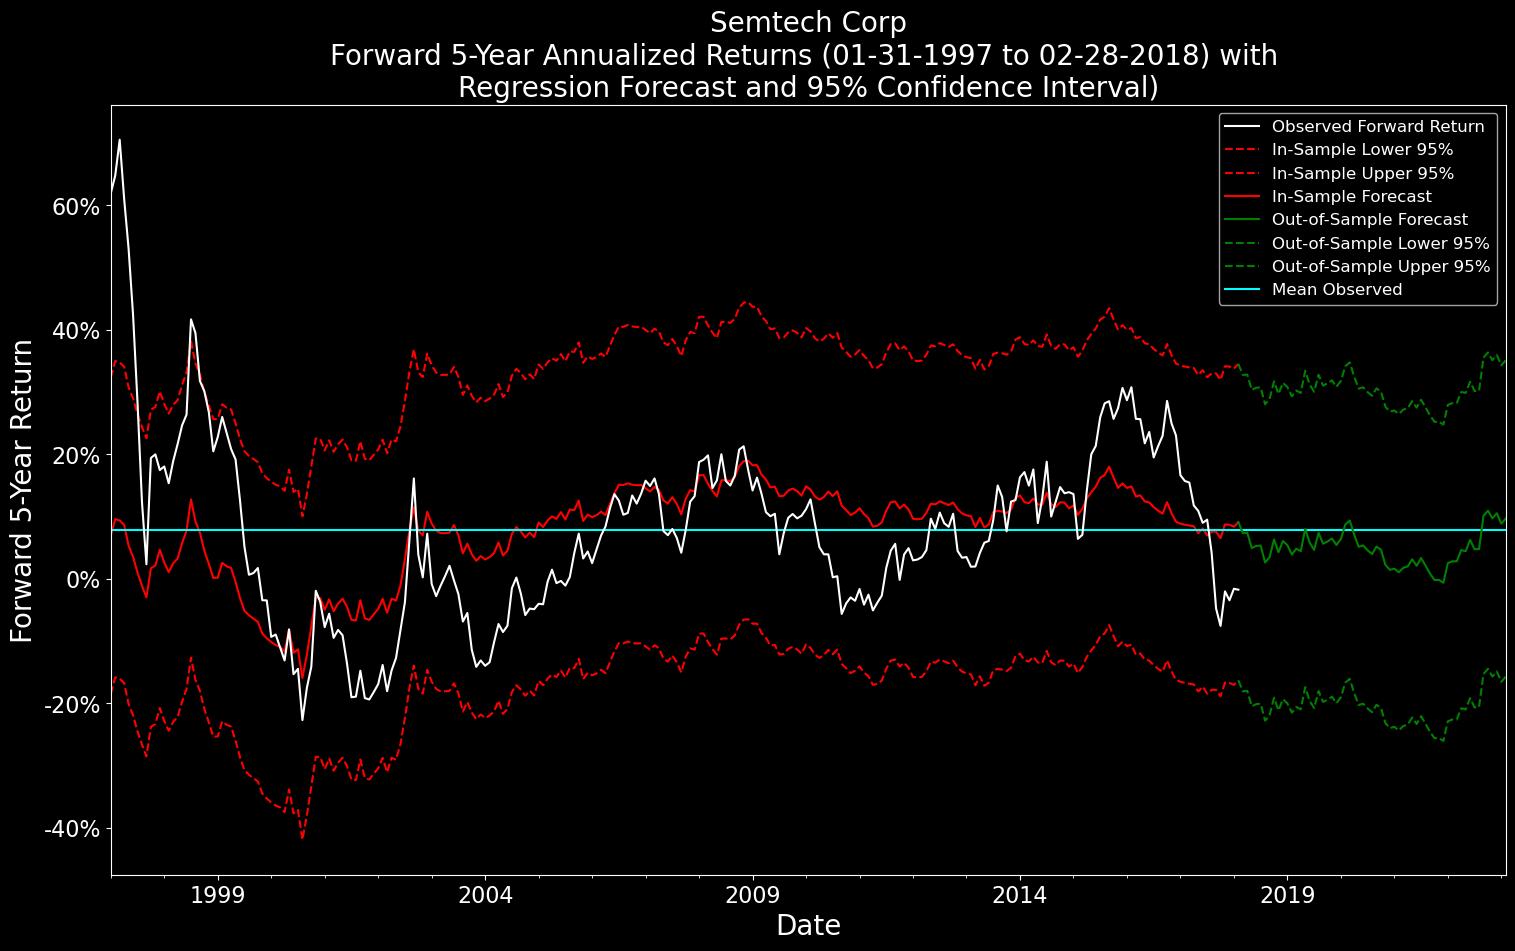 Semtech Corp
Forward 5-Year Annualized Returns (01-31-1997 to 02-28-2018) with
Regression Forecast and 95% Confidence Interval)
Observed Forward Return
In-Sample Lower 95%
In-Sample Upper 95%
In-Sample Forecast
Out-of-Sample Forecast
Out-of-Sample Lower 95%
Out-of-Sample Upper 95%
Mean Observed
Forward 5-Year Return
60%
40%
20%
0%
-20%
-40%
1999
2004
2009
2014
2019
Date